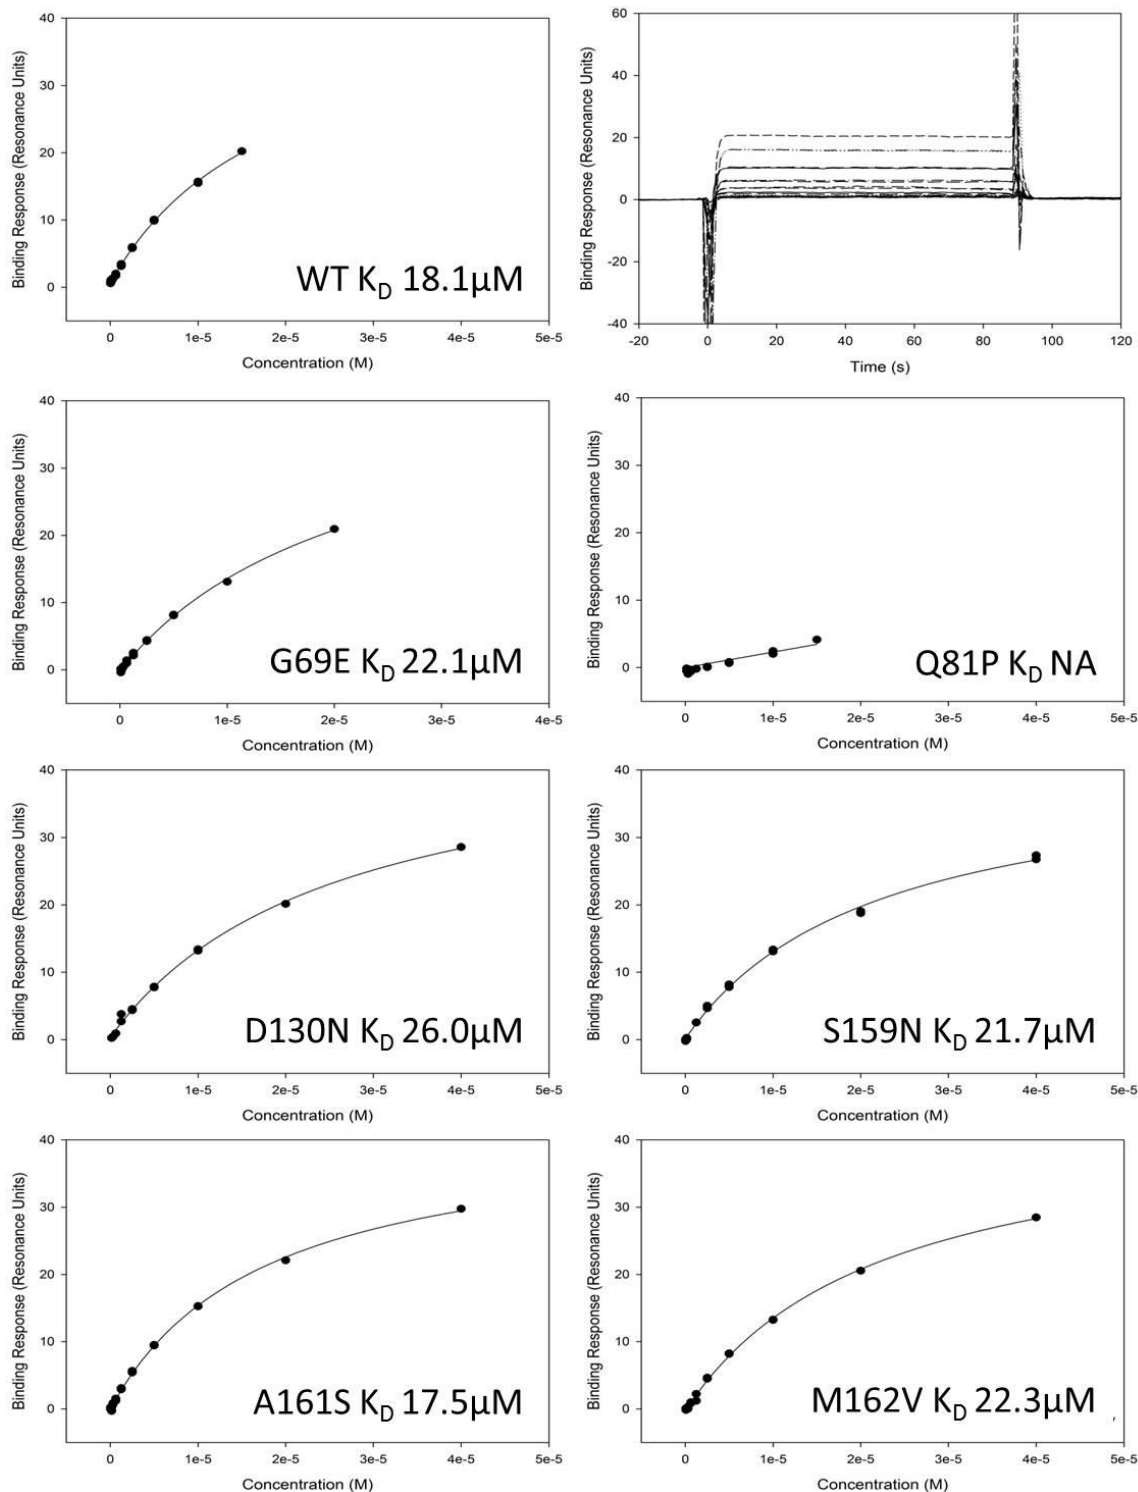 40
30
20
10
0
Binding Response (Resonance Units)
WT K_D 18.1µM
0 1e-5 2e-5 3e-5 4e-5 5e-5
Concentration (M)
60
40
20
0
-20
-40
Binding Response (Resonance Units)
-20 0 20 40 60 80 100 120
Time (s)
40
30
20
10
0
Binding Response (Resonance Units)
G69E K_D 22.1µM
0 1e-5 2e-5 3e-5 4e-5
Concentration (M)
40
30
20
10
0
Binding Response (Resonance Units)
Q81P K_D NA
0 1e-5 2e-5 3e-5 4e-5 5e-5
Concentration (M)
40
30
20
10
0
Binding Response (Resonance Units)
D130N K_D 26.0µM
0 1e-5 2e-5 3e-5 4e-5 5e-5
Concentration (M)
40
30
20
10
0
Binding Response (Resonance Units)
S159N K_D 21.7µM
0 1e-5 2e-5 3e-5 4e-5 5e-5
Concentration (M)
40
30
20
10
0
Binding Response (Resonance Units)
A161S K_D 17.5µM
0 1e-5 2e-5 3e-5 4e-5 5e-5
Concentration (M)
40
30
20
10
0
Binding Response (Resonance Units)
M162V K_D 22.3µM
0 1e-5 2e-5 3e-5 4e-5 5e-5
Concentration (M)